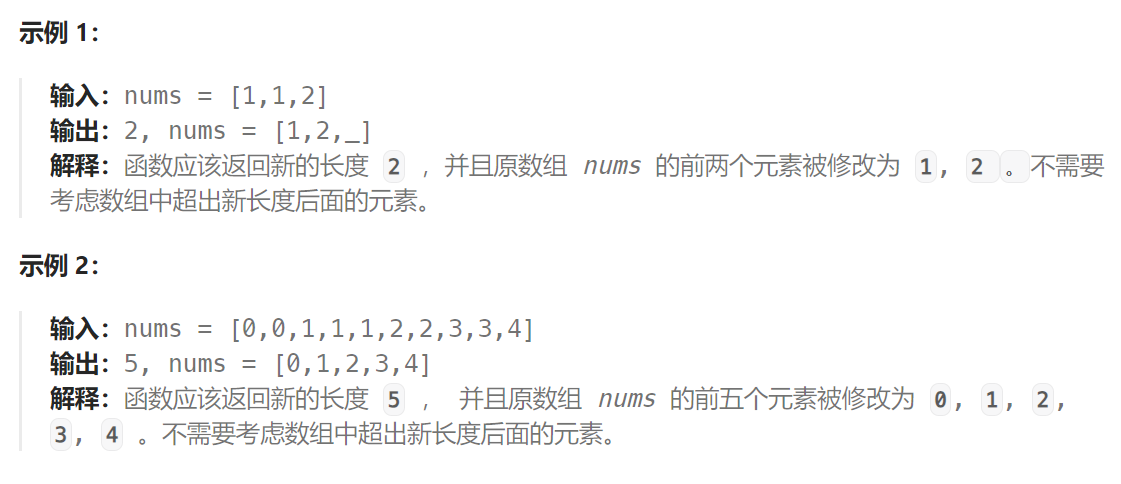 示例 1：
输入：nums = [1,1,2]
输出：2, nums = [1,2,_]
解释：函数应该返回新的长度 2 ，并且原数组 nums 的前两个元素被修改为 1, 2 。不需要
考虑数组中超出新长度后面的元素。
示例 2：
输入：nums = [0,0,1,1,1,2,2,3,3,4]
输出：5, nums = [0,1,2,3,4]
解释：函数应该返回新的长度 5 ， 并且原数组 nums 的前五个元素被修改为 0, 1, 2,
3, 4 。不需要考虑数组中超出新长度后面的元素。